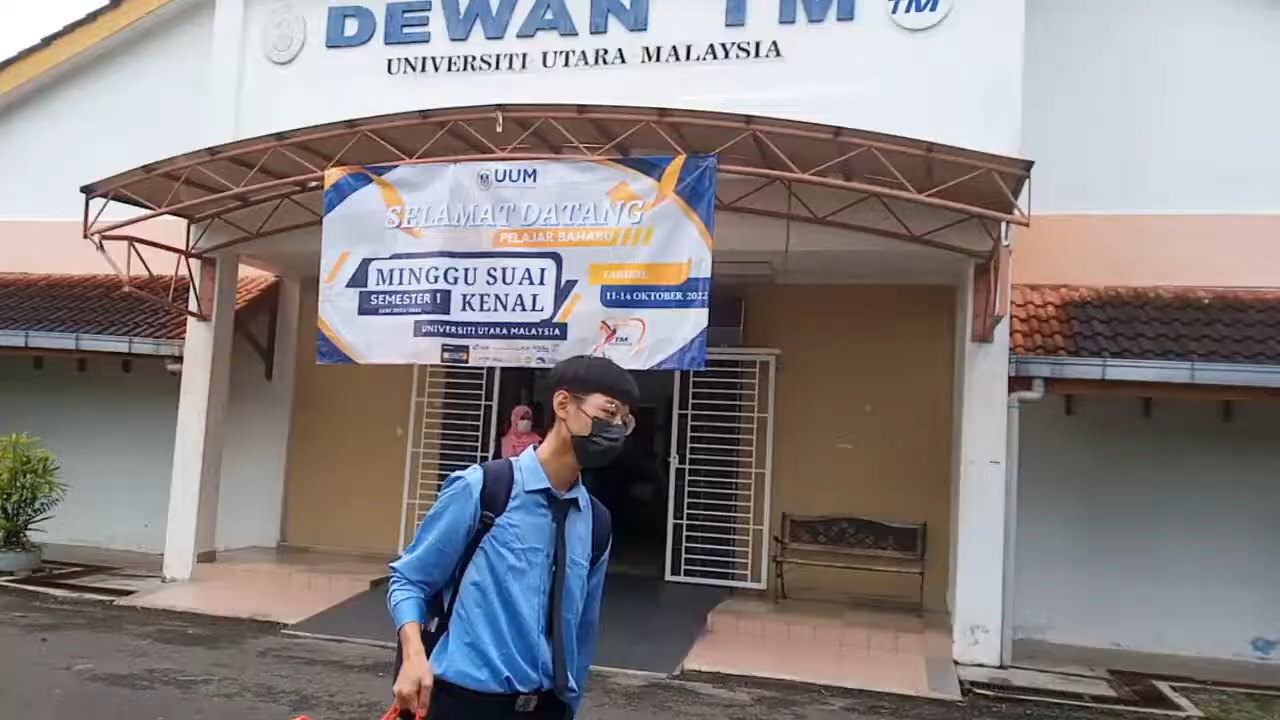 DEWAN TM
TM
UNIVERSITI UTARA MALAYSIA
UUM
SELAMAT DATANG
PELAJAR BAHARU
MINGGU SUAI
KENAL
SEMESTER 1
TARIKH:
11-14 OKTOBER 2022
UNIVERSITI UTARA MALAYSIA
TM